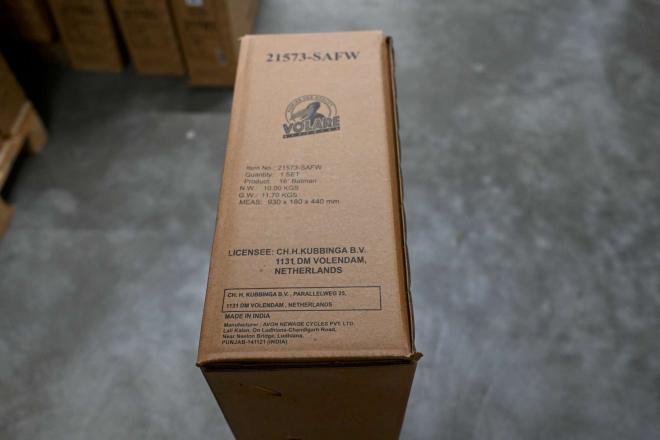 21573-SAFW
VOLARE
Item No.: 21573-SAFW
Quantity: 1 SET
Product: 16" Batman
N.W. 10.00 KGS
G.W.: 11.70 KGS
MEAS: 930 x 180 x 440 mm
LICENSEE: CH.H.KUBBINGA B.V.
1131 DM VOLENDAM,
NETHERLANDS
CH. H. KUBBINGA B.V., PARALLELWEG 25,
1131 DM VOLENDAM, NETHERLANDS
MADE IN INDIA
Manufacturer: AVON NEWAGE CYCLES PVT. LTD.
Lall Kalan, On Ludhiana-Chandigarh Road,
Near Neelon Bridge, Ludhiana,
PUNJAB-141121 (INDIA)